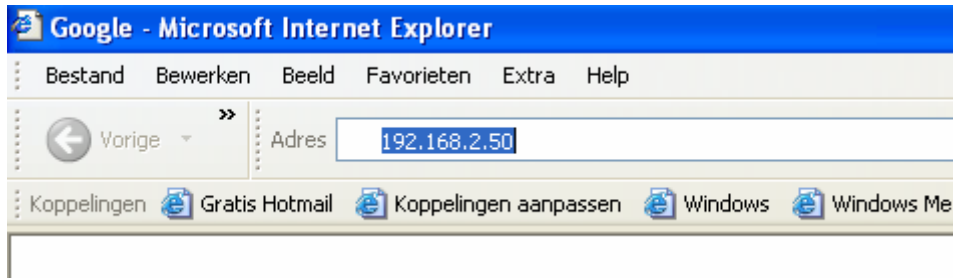 Google - Microsoft Internet Explorer
Bestand Bewerken Beeld Favorieten Extra Help
Vorige » Adres 192.168.2.50
Koppelingen Gratis Hotmail Koppelingen aanpassen Windows Windows Me